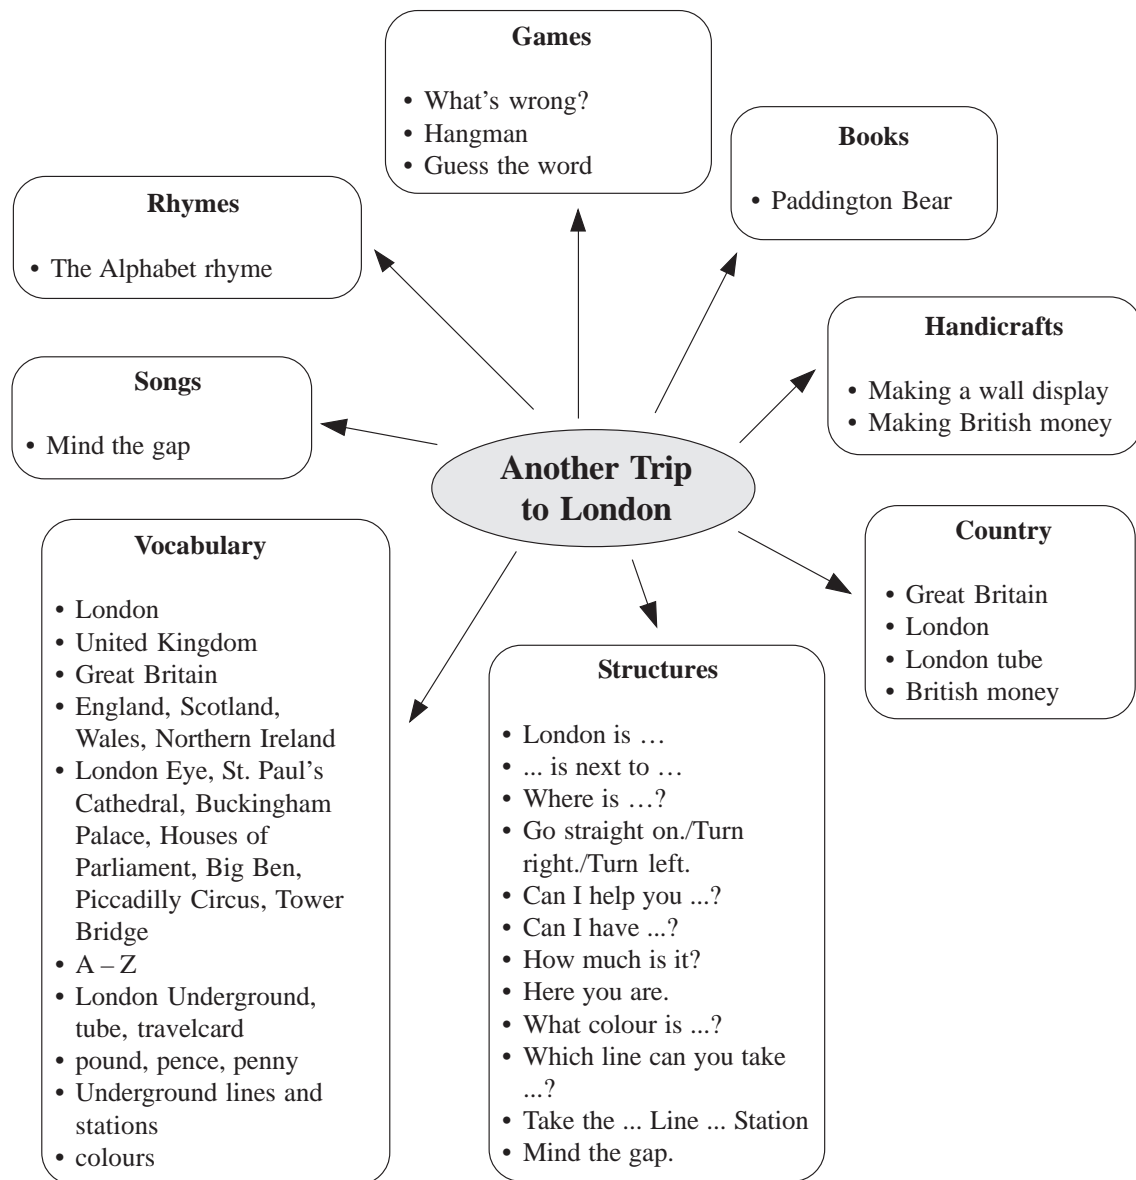 Games
• What's wrong?
• Hangman
• Guess the word
Books
• Paddington Bear
Rhymes
• The Alphabet rhyme
Handicrafts
• Making a wall display
• Making British money
Songs
• Mind the gap
Another Trip
to London
Country
• Great Britain
• London
• London tube
• British money
Vocabulary
• London
• United Kingdom
• Great Britain
• England, Scotland,
Wales, Northern Ireland
• London Eye, St. Paul's
Cathedral, Buckingham
Palace, Houses of
Parliament, Big Ben,
Piccadilly Circus, Tower
Bridge
• A – Z
• London Underground,
tube, travelcard
• pound, pence, penny
• Underground lines and
stations
• colours
Structures
• London is …
• ... is next to …
• Where is …?
• Go straight on./Turn
right./Turn left.
• Can I help you ...?
• Can I have ...?
• How much is it?
• Here you are.
• What colour is ...?
• Which line can you take
...?
• Take the ... Line ... Station
• Mind the gap.